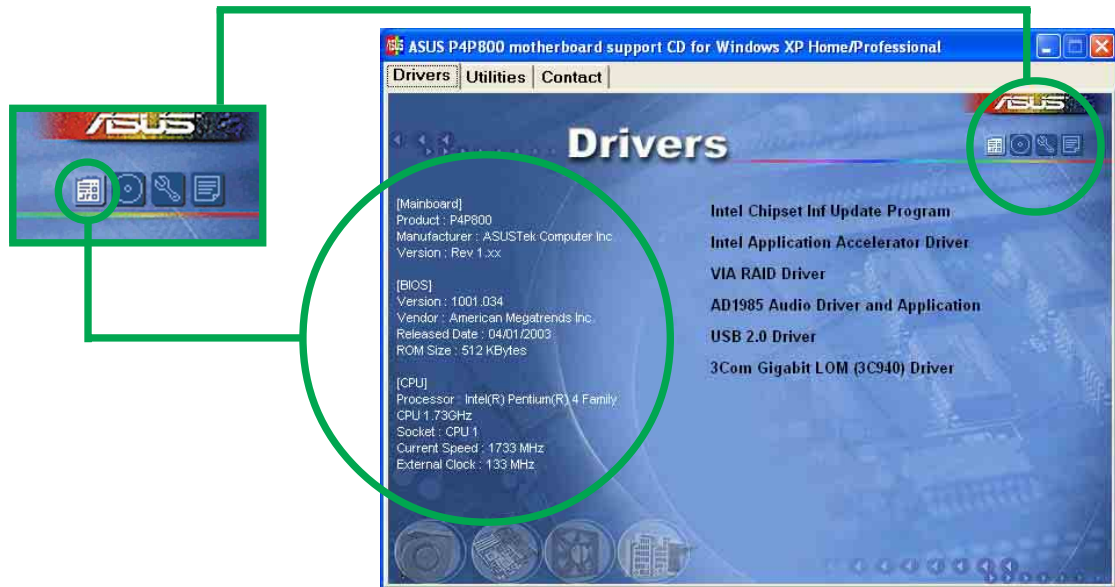 ASUS P4P800 motherboard support CD for Windows XP Home/Professional
Drivers Utilities Contact
ASUS
ASUS
Drivers
[Mainboard]
Product : P4P800
Manufacturer : ASUSTek Computer Inc.
Version : Rev 1.xx
[BIOS]
Version : 1001.034
Vendor : American Megatrends Inc.
Released Date : 04/01/2003
ROM Size : 512 KBytes
[CPU]
Processor : Intel(R) Pentium(R) 4 Family
CPU 1.73GHz
Socket : CPU 1
Current Speed : 1733 MHz
External Clock : 133 MHz
Intel Chipset Inf Update Program
Intel Application Accelerator Driver
VIA RAID Driver
AD1985 Audio Driver and Application
USB 2.0 Driver
3Com Gigabit LOM (3C940) Driver